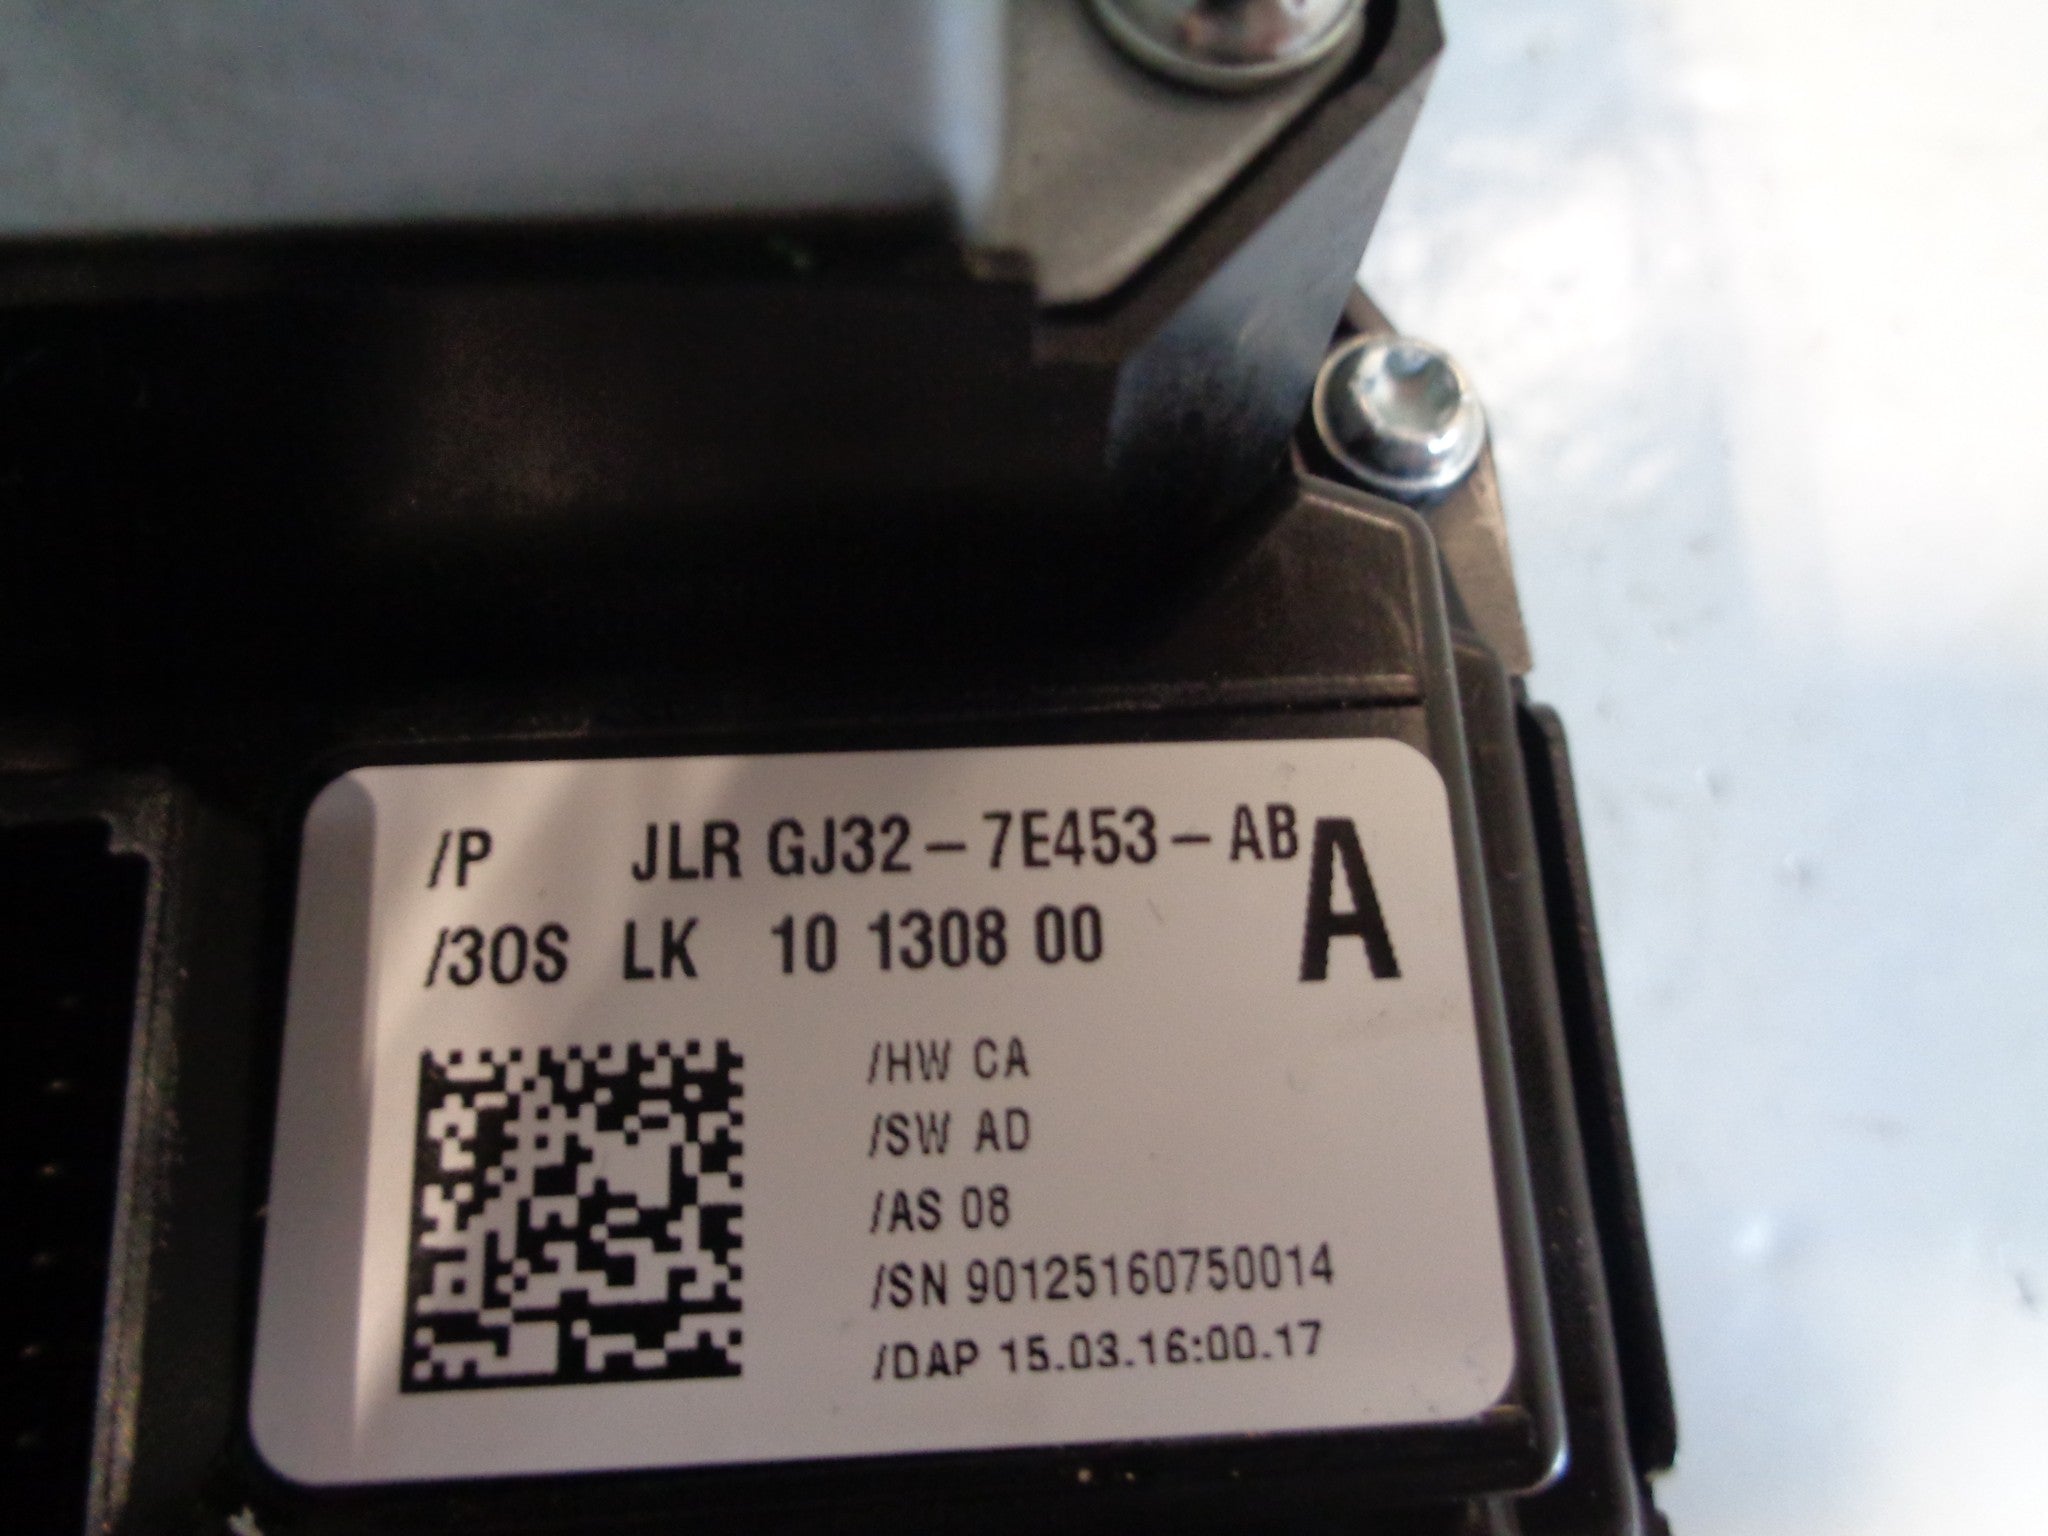 /P JLR GJ32-7E453-AB A
/3OS LK 10 1308 00
/HW CA
/SW AD
/AS 08
/SN 90125160750014
/DAP 15.03.16:00.17